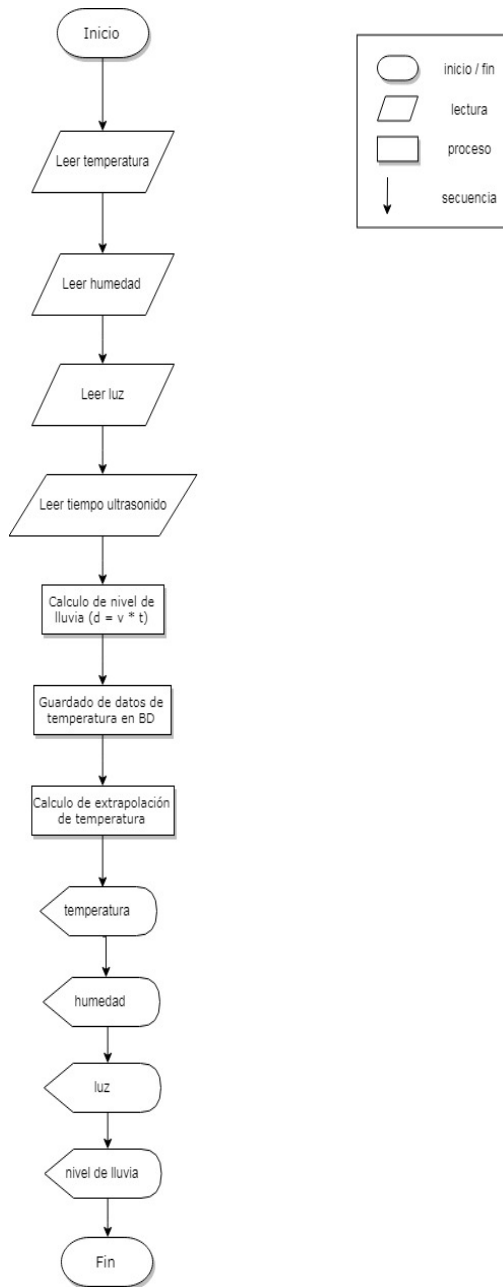 Inicio
Leer temperatura
Leer humedad
Leer luz
Leer tiempo ultrasonido
Calculo de nivel de
lluvia (d = v * t)
Guardado de datos de
temperatura en BD
Calculo de extrapolación
de temperatura
temperatura
humedad
luz
nivel de lluvia
Fin
inicio / fin
lectura
proceso
secuencia